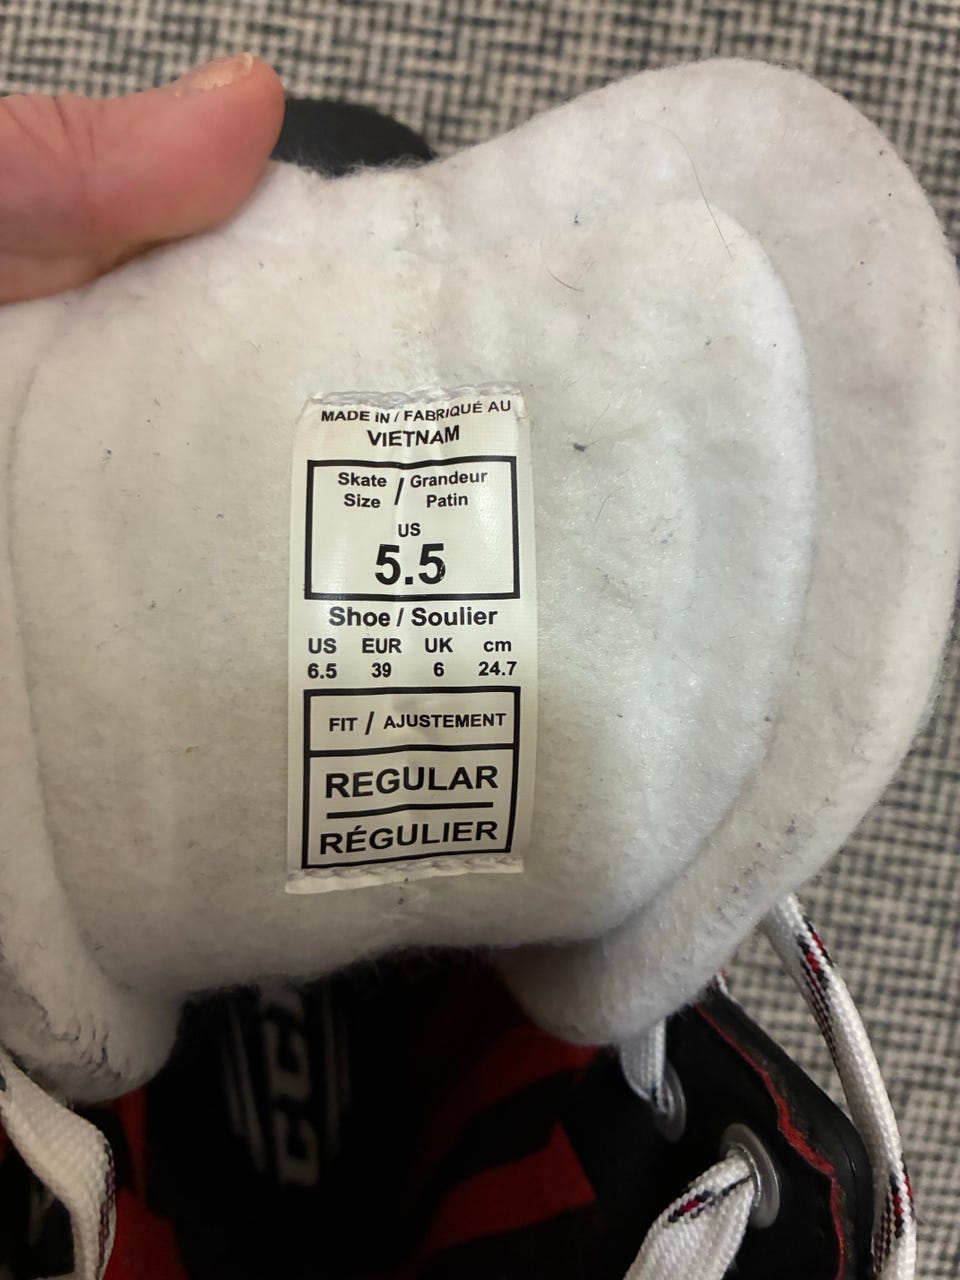 MADE IN / FABRIQUÉ AU
VIETNAM
Skate / Grandeur
Size Patin
US
5.5
Shoe / Soulier
US EUR UK cm
6.5 39 6 24.7
FIT / AJUSTEMENT
REGULAR
RÉGULIER
CCM